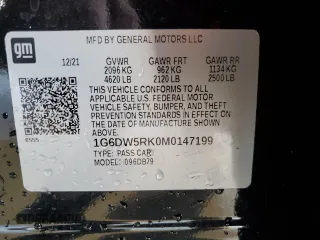 gm
MFD BY GENERAL MOTORS LLC
12/21 GVWR GAWR FRT GAWR RR
2096 KG 962 KG 1134 KG
4620 LB 2120 LB 2500 LB
THIS VEHICLE CONFORMS TO ALL
APPLICABLE U.S. FEDERAL MOTOR
VEHICLE SAFETY, BUMPER, AND THEFT
PREVENTION STANDARDS IN EFFECT ON
THE DATE OF MANUFACTURE SHOWN ABOVE.
1G6DW5RK0M0147199
TYPE: PASS CAR
MODEL: 096DB79